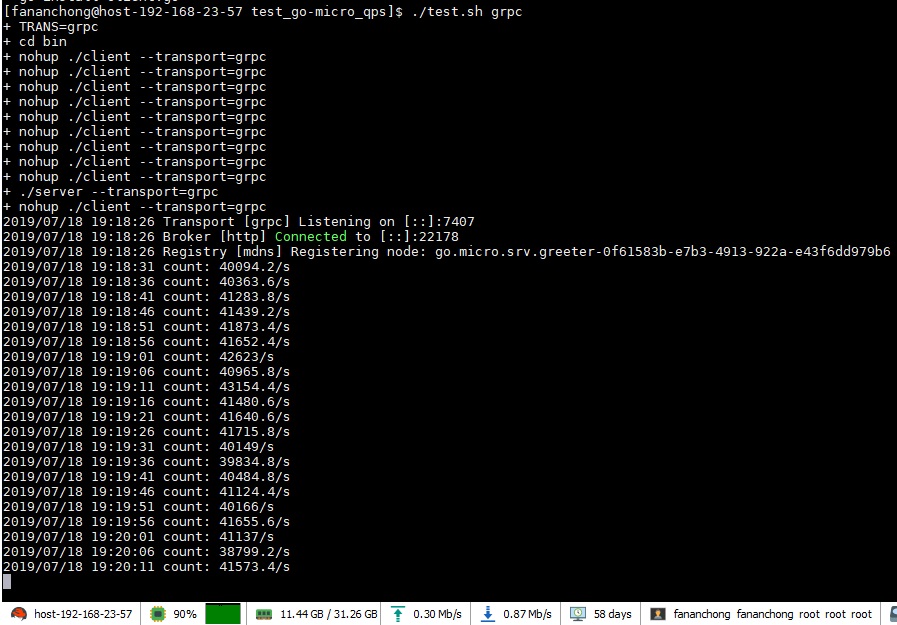 [fananchong@host-192-168-23-57 test_go-micro_qps]$ ./test.sh grpc
+ TRANS=grpc
+ cd bin
+ nohup ./client --transport=grpc
+ nohup ./client --transport=grpc
+ nohup ./client --transport=grpc
+ nohup ./client --transport=grpc
+ nohup ./client --transport=grpc
+ nohup ./client --transport=grpc
+ nohup ./client --transport=grpc
+ nohup ./client --transport=grpc
+ nohup ./client --transport=grpc
+ ./server --transport=grpc
+ nohup ./client --transport=grpc
2019/07/18 19:18:26 Transport [grpc] Listening on [::]:7407
2019/07/18 19:18:26 Broker [http] Connected to [::]:22178
2019/07/18 19:18:26 Registry [mdns] Registering node: go.micro.srv.greeter-0f61583b-e7b3-4913-922a-e43f6dd979b6
2019/07/18 19:18:31 count: 40094.2/s
2019/07/18 19:18:36 count: 40363.6/s
2019/07/18 19:18:41 count: 41283.8/s
2019/07/18 19:18:46 count: 41439.2/s
2019/07/18 19:18:51 count: 41873.4/s
2019/07/18 19:18:56 count: 41652.4/s
2019/07/18 19:19:01 count: 42623/s
2019/07/18 19:19:06 count: 40965.8/s
2019/07/18 19:19:11 count: 43154.4/s
2019/07/18 19:19:16 count: 41480.6/s
2019/07/18 19:19:21 count: 41640.6/s
2019/07/18 19:19:26 count: 41715.8/s
2019/07/18 19:19:31 count: 40149/s
2019/07/18 19:19:36 count: 39834.8/s
2019/07/18 19:19:41 count: 40484.8/s
2019/07/18 19:19:46 count: 41124.4/s
2019/07/18 19:19:51 count: 40166/s
2019/07/18 19:19:56 count: 41655.6/s
2019/07/18 19:20:01 count: 41137/s
2019/07/18 19:20:06 count: 38799.2/s
2019/07/18 19:20:11 count: 41573.4/s
host-192-168-23-57 90% 11.44 GB / 31.26 GB 0.30 Mb/s 0.87 Mb/s 58 days fananchong fananchong root root root